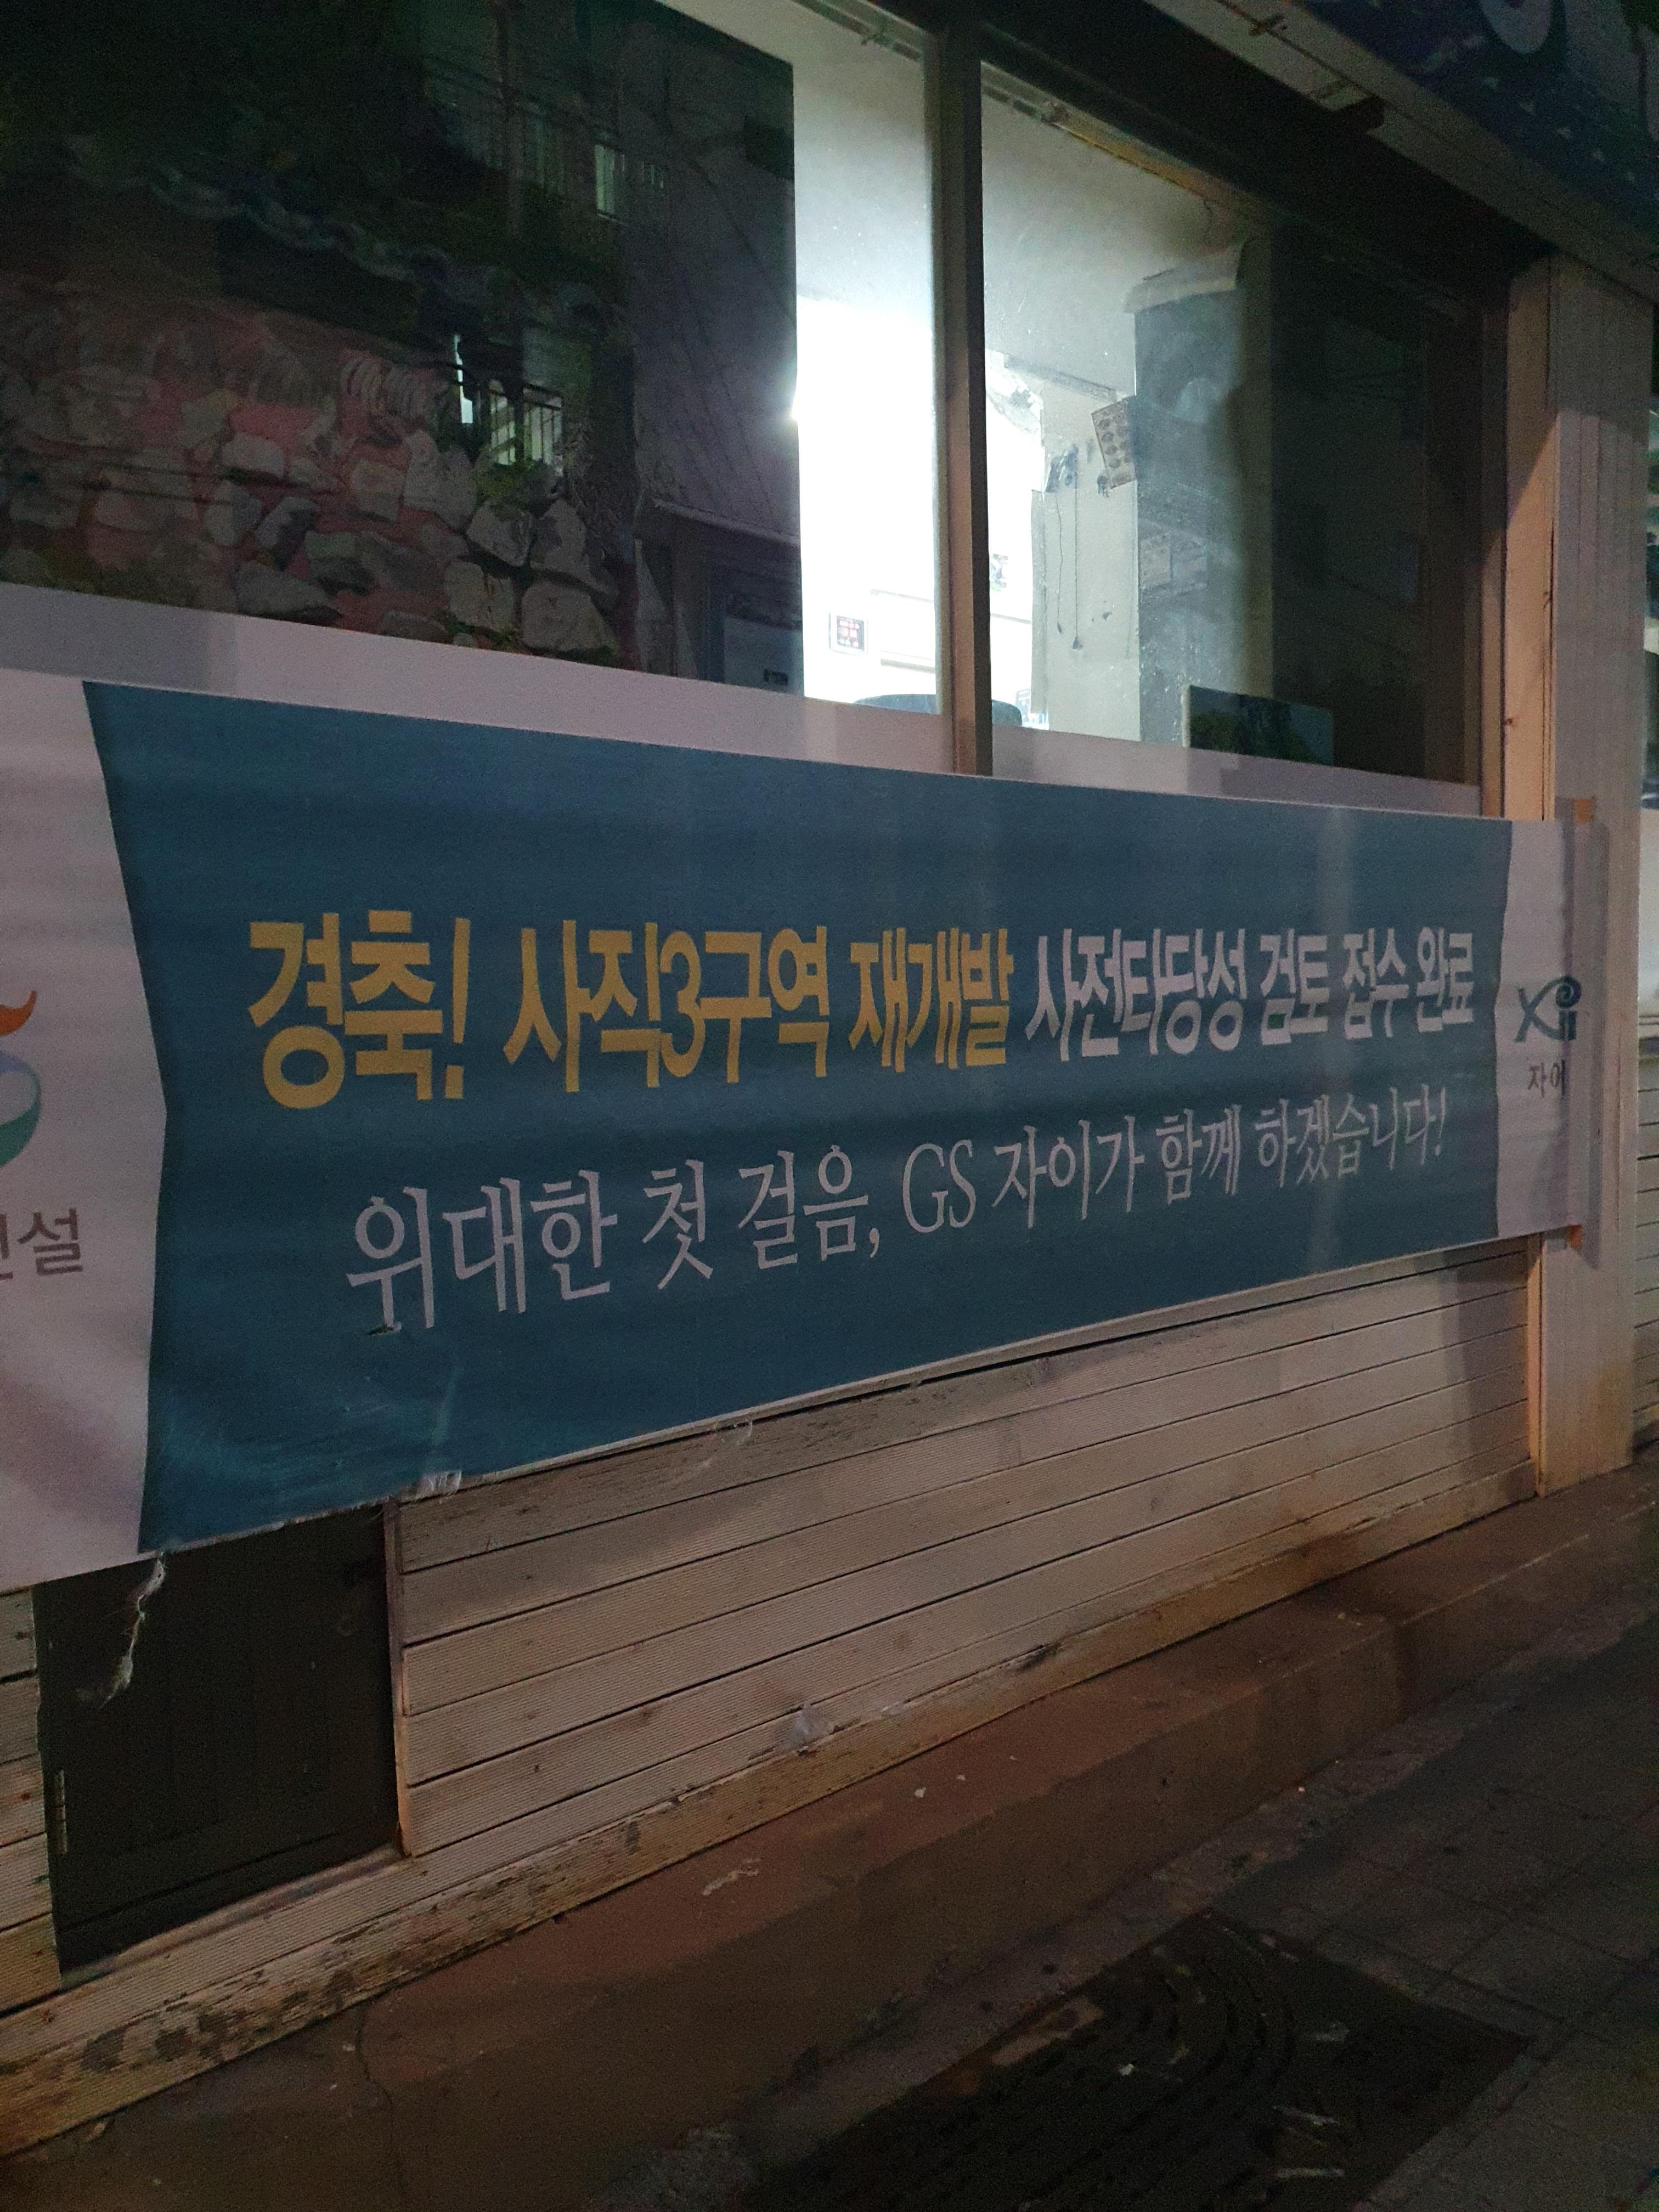 경축! 사직3구역 재개발 사전타당성 검토 접수 완료
위대한 첫 걸음, GS 자이가 함께 하겠습니다!
자이